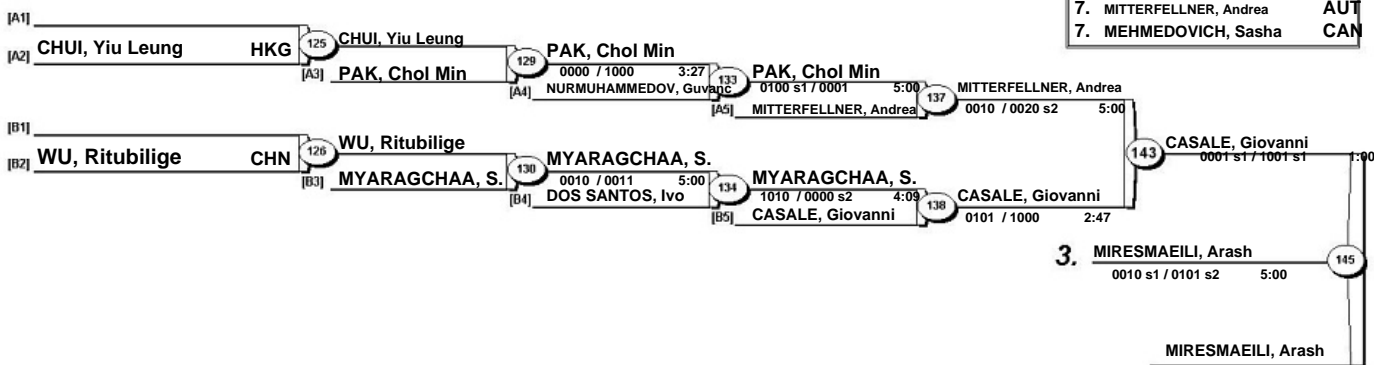 7. MITTERFELLNER, Andrea AUT
7. MEHMEDOVICH, Sasha CAN
[A1]
[A2] CHUI, Yiu Leung HKG
125
CHUI, Yiu Leung
[A3] PAK, Chol Min
129
PAK, Chol Min
0000 / 1000 3:27
[A4] NURMUHAMMEDOV, Guvanc
133
PAK, Chol Min
0100 s1 / 0001 5:00
[A5] MITTERFELLNER, Andrea
137
MITTERFELLNER, Andrea
0010 / 0020 s2 5:00
[B1]
[B2] WU, Ritubilige CHN
126
WU, Ritubilige
[B3] MYARAGCHAA, S.
130
MYARAGCHAA, S.
0010 / 0011 5:00
[B4] DOS SANTOS, Ivo
134
MYARAGCHAA, S.
1010 / 0000 s2 4:09
[B5] CASALE, Giovanni
138
CASALE, Giovanni
0101 / 1000 2:47
143
CASALE, Giovanni
0001 s1 / 1001 s1 1:00
3. MIRESMAEILI, Arash
0010 s1 / 0101 s2 5:00
145
MIRESMAEILI, Arash